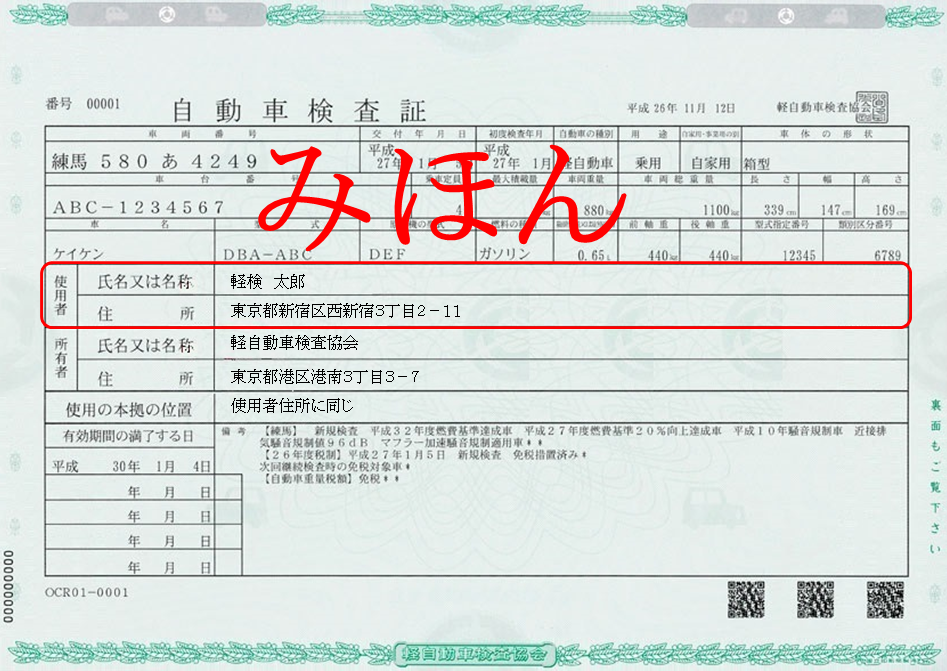 番号 00001 自動車検査証 平成 26年 11月 12日 軽自動車検査協会
車両番号 交付年月日 初度検査年月 自動車の種別 用途 自家用・事業用の別 車体の形状
練馬 580 あ 4249 平成 27年 1月 平成 27年 1月 軽自動車 乗用 自家用 箱型
みほん
車台番号 乗車定員 最大積載量 車両重量 車両総重量 長さ 幅 高さ
ABC-1234567 4 kg 880kg 1100kg 339cm 147cm 169cm
車名 型式 原動機の型式 燃料の種 前軸重 後軸重 型式指定番号 類別区分番号
ケイケン DBA-ABC DEF ガソリン 0.65L 440kg 440kg 12345 6789
使用者 氏名又は名称 軽検 太郎
住所 東京都新宿区西新宿3丁目2-11
所有者 氏名又は名称 軽自動車検査協会
住所 東京都港区港南3丁目3-7
使用の本拠の位置 使用者住所に同じ
有効期間の満了する日
平成 30年 1月 4日
年 月 日
年 月 日
年 月 日
年 月 日
備考 【練馬】 新規検査 平成32年度燃費基準達成車 平成27年度燃費基準20%向上達成車 平成10年騒音規制車 近接排
気騒音規制値96dB マフラー加速騒音規制適用車**
【26年度税制】平成27年1月5日 新規検査 免税措置済み*
次回継続検査時の免税対象車*
【自動車重量税額】免税**
裏面もご覧下さい
000000000
OCR01-0001
軽自動車検査協会